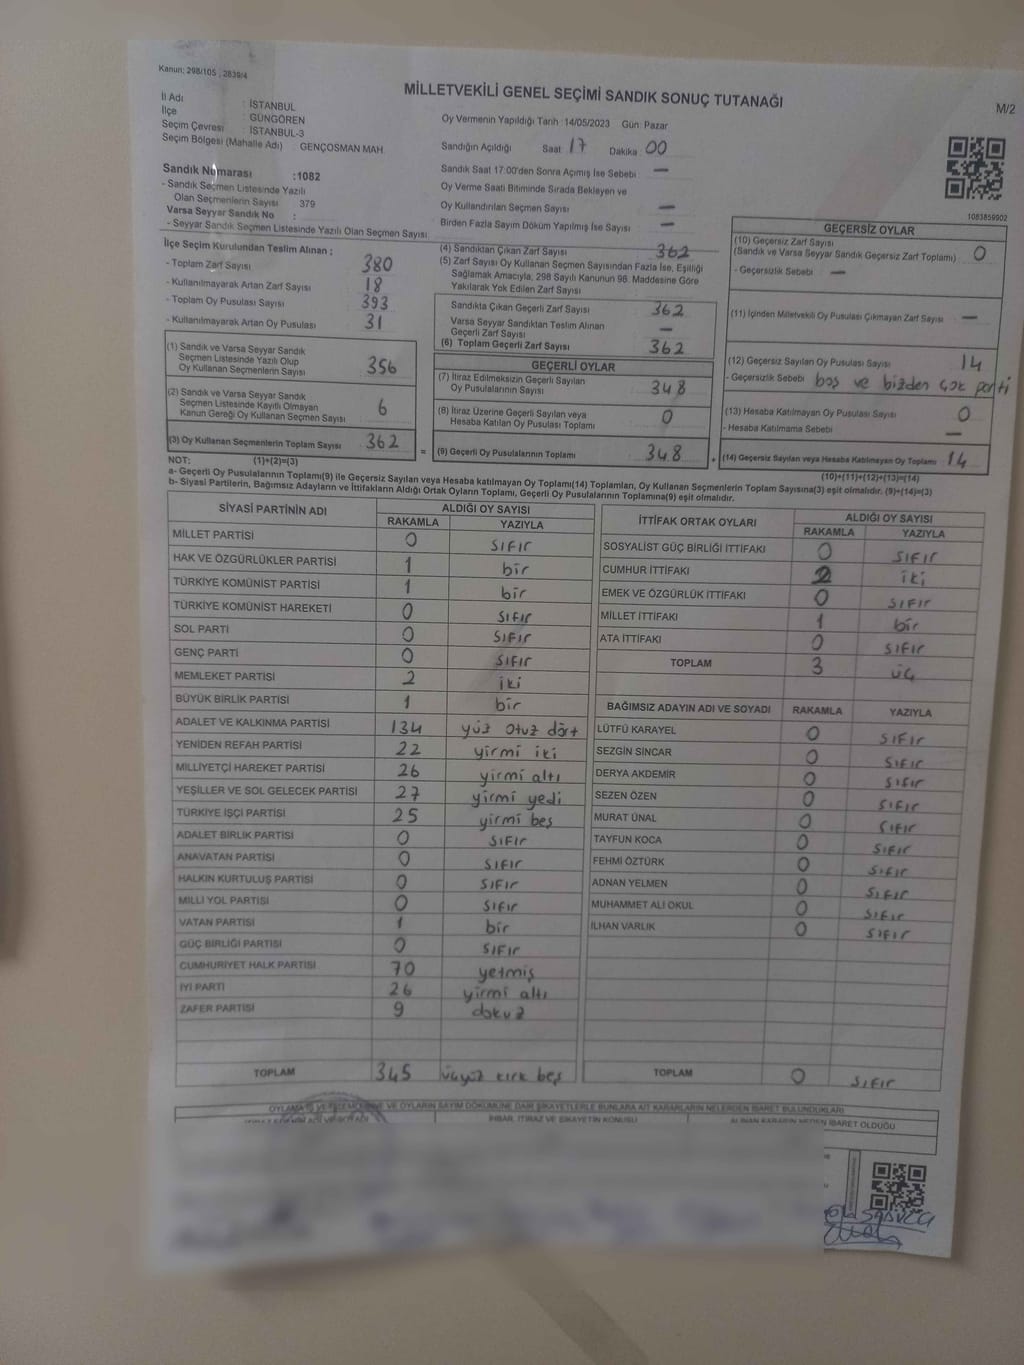 Kanun: 298/105 , 2839/4
MİLLETVEKİLİ GENEL SEÇİMİ SANDIK SONUÇ TUTANAĞI
M/2
İl Adı : İSTANBUL
İlçe : GÜNGÖREN
Seçim Çevresi : İSTANBUL-3
Seçim Bölgesi (Mahalle Adı) GENÇOSMAN MAH.
Sandık Numarası :1082
- Sandık Seçmen Listesinde Yazılı
Olan Seçmenlerin Sayısı 379
Varsa Seyyar Sandık No :
- Seyyar Sandık Seçmen Listesinde Yazılı Olan Seçmen Sayısı
Oy Vermenin Yapıldığı Tarih :14/05/2023 Gün: Pazar
Sandığın Açıldığı Saat 17 Dakika : 00
Sandık Saat 17:00'den Sonra Açımış İse Sebebi —
Oy Verme Saati Bitiminde Sırada Bekleyen ve
Oy Kullandırılan Seçmen Sayısı —
Birden Fazla Sayım Döküm Yapılmış İse Sayısı —
1083859902
İlçe Seçim Kurulundan Teslim Alınan ;
- Toplam Zarf Sayısı 380
- Kullanılmayarak Artan Zarf Sayısı 18
- Toplam Oy Pusulası Sayısı 393
- Kullanılmayarak Artan Oy Pusulası 31
(1) Sandık ve Varsa Seyyar Sandık
Seçmen Listesinde Yazılı Olup
Oy Kullanan Seçmenlerin Sayısı 356
(2) Sandık ve Varsa Seyyar Sandık
Seçmen Listesinde Kayıtlı Olmayan
Kanun Gereği Oy Kullanan Seçmen Sayısı 6
(3) Oy Kullanan Seçmenlerin Toplam Sayısı 362 =
(4) Sandıktan Çıkan Zarf Sayısı 362
(5) Zarf Sayısı Oy Kullanan Seçmen Sayısından Fazla İse, Eşitliği
Sağlamak Amacıyla, 298 Sayılı Kanunun 98. Maddesine Göre
Yakılarak Yok Edilen Zarf Sayısı
Sandıkta Çıkan Geçerli Zarf Sayısı 362
Varsa Seyyar Sandıktan Teslim Alınan
Geçerli Zarf Sayısı —
(6) Toplam Geçerli Zarf Sayısı 362
GEÇERLİ OYLAR
(7) İtiraz Edilmeksizin Geçerli Sayılan
Oy Pusulalarının Sayısı 348
(8) İtiraz Üzerine Geçerli Sayılan veya
Hesaba Katılan Oy Pusulası Toplamı 0
(9) Geçerli Oy Pusulalarının Toplamı 348 +
GEÇERSİZ OYLAR
(10) Geçersiz Zarf Sayısı
(Sandık ve Varsa Seyyar Sandık Geçersiz Zarf Toplamı) 0
- Geçersizlik Sebebi —
(11) İçinden Milletvekili Oy Pusulası Çıkmayan Zarf Sayısı —
(12) Geçersiz Sayılan Oy Pusulası Sayısı 14
- Geçersizlik Sebebi boş ve birden çok parti
(13) Hesaba Katılmayan Oy Pusulası Sayısı 0
- Hesaba Katılmama Sebebi —
(14) Geçersiz Sayılan veya Hesaba Katılmayan Oy Toplamı 14
NOT: (1)+(2)=(3)
(10)+(11)+(12)+(13)=(14)
a- Geçerli Oy Pusulalarının Toplamı(9) ile Geçersiz Sayılan veya Hesaba katılmayan Oy Toplamı(14) Toplamları, Oy Kullanan Seçmenlerin Toplam Sayısına(3) eşit olmalıdır. (9)+(14)=(3)
b- Siyasi Partilerin, Bağımsız Adayların ve İttifakların Aldığı Ortak Oyların Toplamı, Geçerli Oy Pusulalarının Toplamına(9) eşit olmalıdır.
SİYASİ PARTİNİN ADI ALDIĞI OY SAYISI
RAKAMLA YAZIYLA
MİLLET PARTİSİ 0 sıfır
HAK VE ÖZGÜRLÜKLER PARTİSİ 1 bir
TÜRKİYE KOMÜNİST PARTİSİ 1 bir
TÜRKİYE KOMÜNİST HAREKETİ 0 sıfır
SOL PARTİ 0 sıfır
GENÇ PARTİ 0 sıfır
MEMLEKET PARTİSİ 2 iki
BÜYÜK BİRLİK PARTİSİ 1 bir
ADALET VE KALKINMA PARTİSİ 134 yüz otuz dört
YENİDEN REFAH PARTİSİ 22 yirmi iki
MİLLİYETÇİ HAREKET PARTİSİ 26 yirmi altı
YEŞİLLER VE SOL GELECEK PARTİSİ 27 yirmi yedi
TÜRKİYE İŞÇİ PARTİSİ 25 yirmi beş
ADALET BİRLİK PARTİSİ 0 sıfır
ANAVATAN PARTİSİ 0 sıfır
HALKIN KURTULUŞ PARTİSİ 0 sıfır
MİLLİ YOL PARTİSİ 0 sıfır
VATAN PARTİSİ 1 bir
GÜÇ BİRLİĞİ PARTİSİ 0 sıfır
CUMHURİYET HALK PARTİSİ 70 yetmiş
İYİ PARTİ 26 yirmi altı
ZAFER PARTİSİ 9 dokuz
TOPLAM 345 üçyüz kırk beş
İTTİFAK ORTAK OYLARI ALDIĞI OY SAYISI
RAKAMLA YAZIYLA
SOSYALİST GÜÇ BİRLİĞİ İTTİFAKI 0 sıfır
CUMHUR İTTİFAKI 2 iki
EMEK VE ÖZGÜRLÜK İTTİFAKI 0 sıfır
MİLLET İTTİFAKI 1 bir
ATA İTTİFAKI 0 sıfır
TOPLAM 3 üç
BAĞIMSIZ ADAYIN ADI VE SOYADI RAKAMLA YAZIYLA
LÜTFÜ KARAYEL 0 sıfır
SEZGİN SİNCAR 0 sıfır
DERYA AKDEMİR 0 sıfır
SEZEN ÖZEN 0 sıfır
MURAT ÜNAL 0 sıfır
TAYFUN KOCA 0 sıfır
FEHMİ ÖZTÜRK 0 sıfır
ADNAN YELMEN 0 sıfır
MUHAMMET ALİ OKUL 0 sıfır
İLHAN VARLIK 0 sıfır
TOPLAM 0 sıfır
OYLAMA İŞ VE İŞLEMLERİNE VE OYLARIN SAYIM DÖKÜMÜNE DAİR ŞİKAYETLERLE BUNLARA AİT KARARLARIN NELERDEN İBARET BULUNDUKLARI
İHBAR, İTİRAZ VE ŞİKAYETİN KONUSU
ALINAN KARARIN NEDEN İBARET OLDUĞU